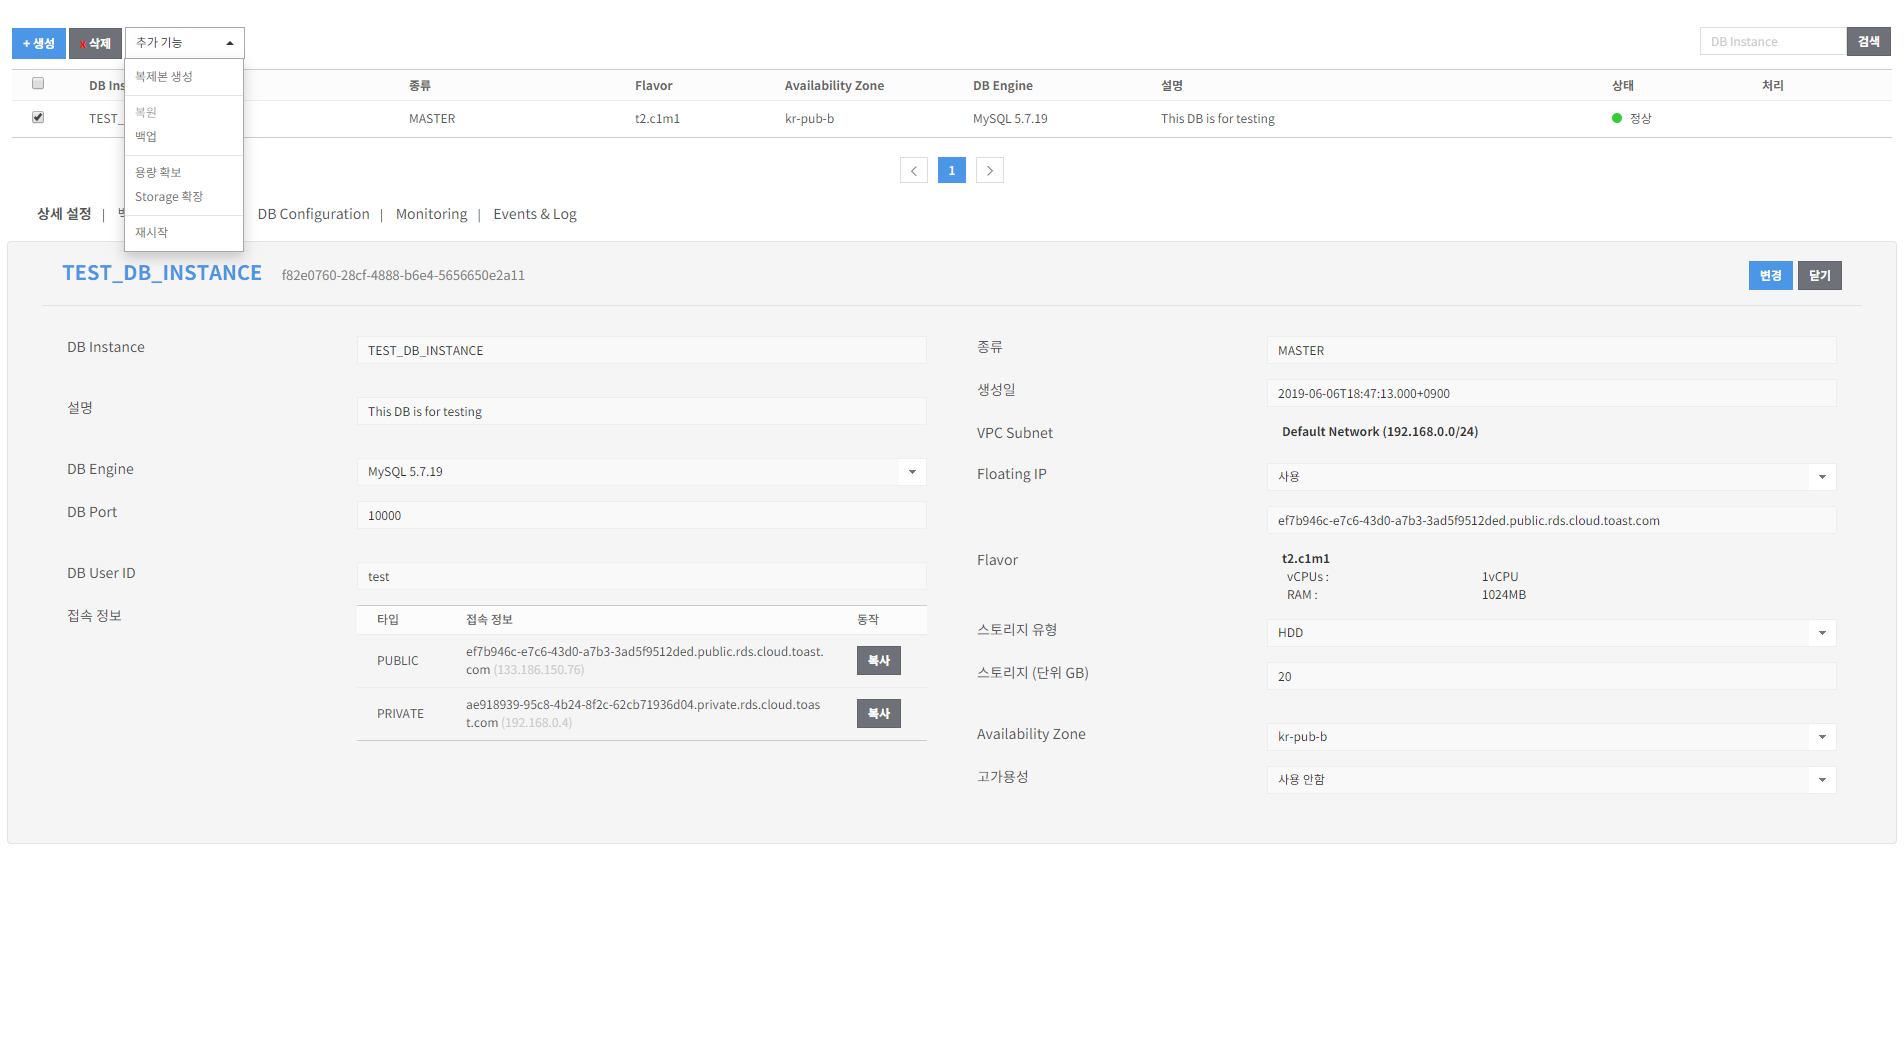 + 생성
x 삭제
추가 기능
DB Instance
검색
복제본 생성
복원
백업
용량 확보
Storage 확장
재시작
DB Ins
종류
Flavor
Availability Zone
DB Engine
설명
상태
처리
TEST_
MASTER
t2.c1m1
kr-pub-b
MySQL 5.7.19
This DB is for testing
정상
< 1 >
상세 설정 | DB Configuration | Monitoring | Events & Log
TEST_DB_INSTANCE f82e0760-28cf-4888-b6e4-5656650e2a11
변경 닫기
DB Instance
TEST_DB_INSTANCE
설명
This DB is for testing
DB Engine
MySQL 5.7.19
DB Port
10000
DB User ID
test
접속 정보
타입 접속 정보 동작
PUBLIC
ef7b946c-e7c6-43d0-a7b3-3ad5f9512ded.public.rds.cloud.toast.
com (133.186.150.76)
복사
PRIVATE
ae918939-95c8-4b24-8f2c-62cb71936d04.private.rds.cloud.toas
t.com (192.168.0.4)
복사
종류
MASTER
생성일
2019-06-06T18:47:13.000+0900
VPC Subnet
Default Network (192.168.0.0/24)
Floating IP
사용
ef7b946c-e7c6-43d0-a7b3-3ad5f9512ded.public.rds.cloud.toast.com
Flavor
t2.c1m1
vCPUs : 1vCPU
RAM : 1024MB
스토리지 유형
HDD
스토리지 (단위 GB)
20
Availability Zone
kr-pub-b
고가용성
사용 안함